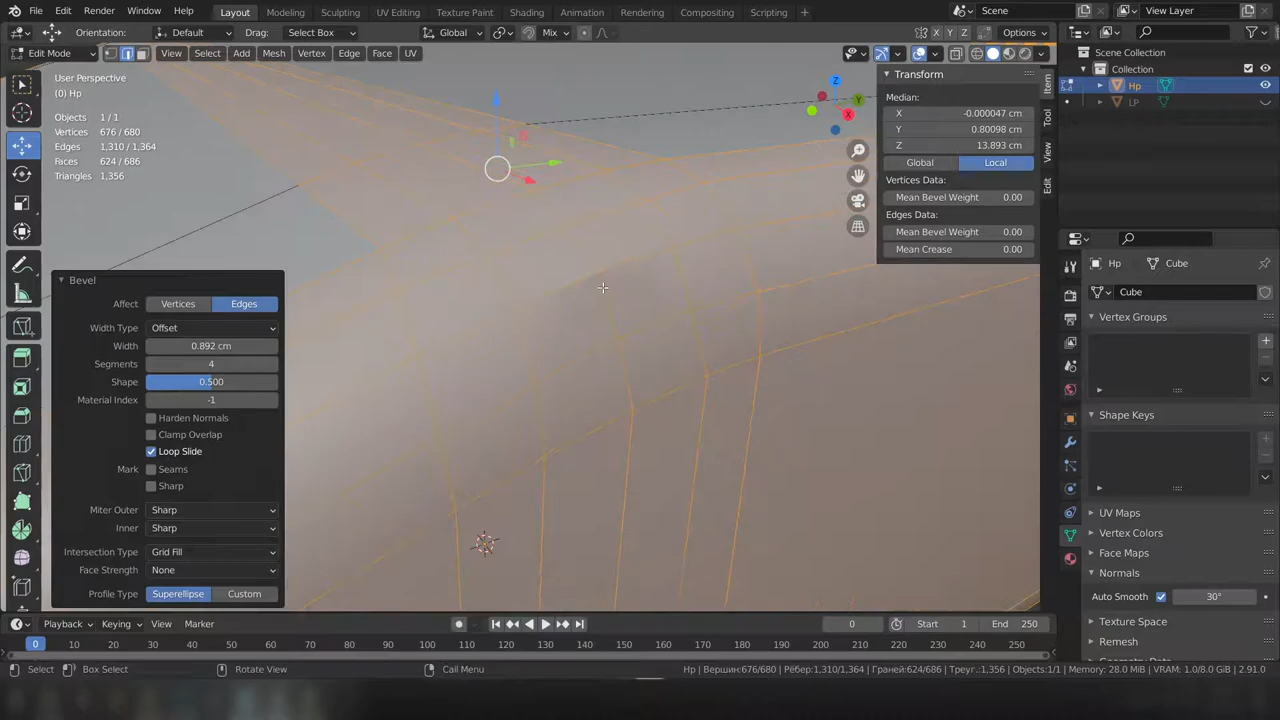 File Edit Render Window Help Layout Modeling Sculpting UV Editing Texture Paint Shading Animation Rendering Compositing Scripting + Scene View Layer
Orientation: Default Drag: Select Box Global Mix X Y Z Options
Edit Mode View Select Add Mesh Vertex Edge Face UV
User Perspective
(0) Hp
Objects 1 / 1
Vertices 676 / 680
Edges 1,310 / 1,364
Faces 624 / 686
Triangles 1,356
Z
Y
X
Transform
Median:
X -0.000047 cm
Y 0.80098 cm
Z 13.893 cm
Global Local
Vertices Data:
Mean Bevel Weight 0.00
Edges Data:
Mean Bevel Weight 0.00
Mean Crease 0.00
Item
Tool
View
Edit
Scene Collection
Collection
Hp
LP
Bevel
Affect Vertices Edges
Width Type Offset
Width 0.892 cm
Segments 4
Shape 0.500
Material Index -1
Harden Normals
Clamp Overlap
Loop Slide
Mark Seams
Sharp
Miter Outer Sharp
Inner Sharp
Intersection Type Grid Fill
Face Strength None
Profile Type Superellipse Custom
Hp Cube
Cube
Vertex Groups
Shape Keys
UV Maps
Vertex Colors
Face Maps
Normals
Auto Smooth 30°
Texture Space
Remesh
Playback Keying View Marker 0 Start 1 End 250
0 10 20 30 40 50 60 70 80 90 100 110 120 130 140 150 160 170 180 190 200 210 220 230 240 250
Select Box Select Rotate View Call Menu Hp | Вершин:676/680 | Рёбер:1,310/1,364 | Граней:624/686 | Треуг.:1,356 | Objects:1/1 | Memory: 28.0 MiB | VRAM: 1.0/8.0 GiB | 2.91.0